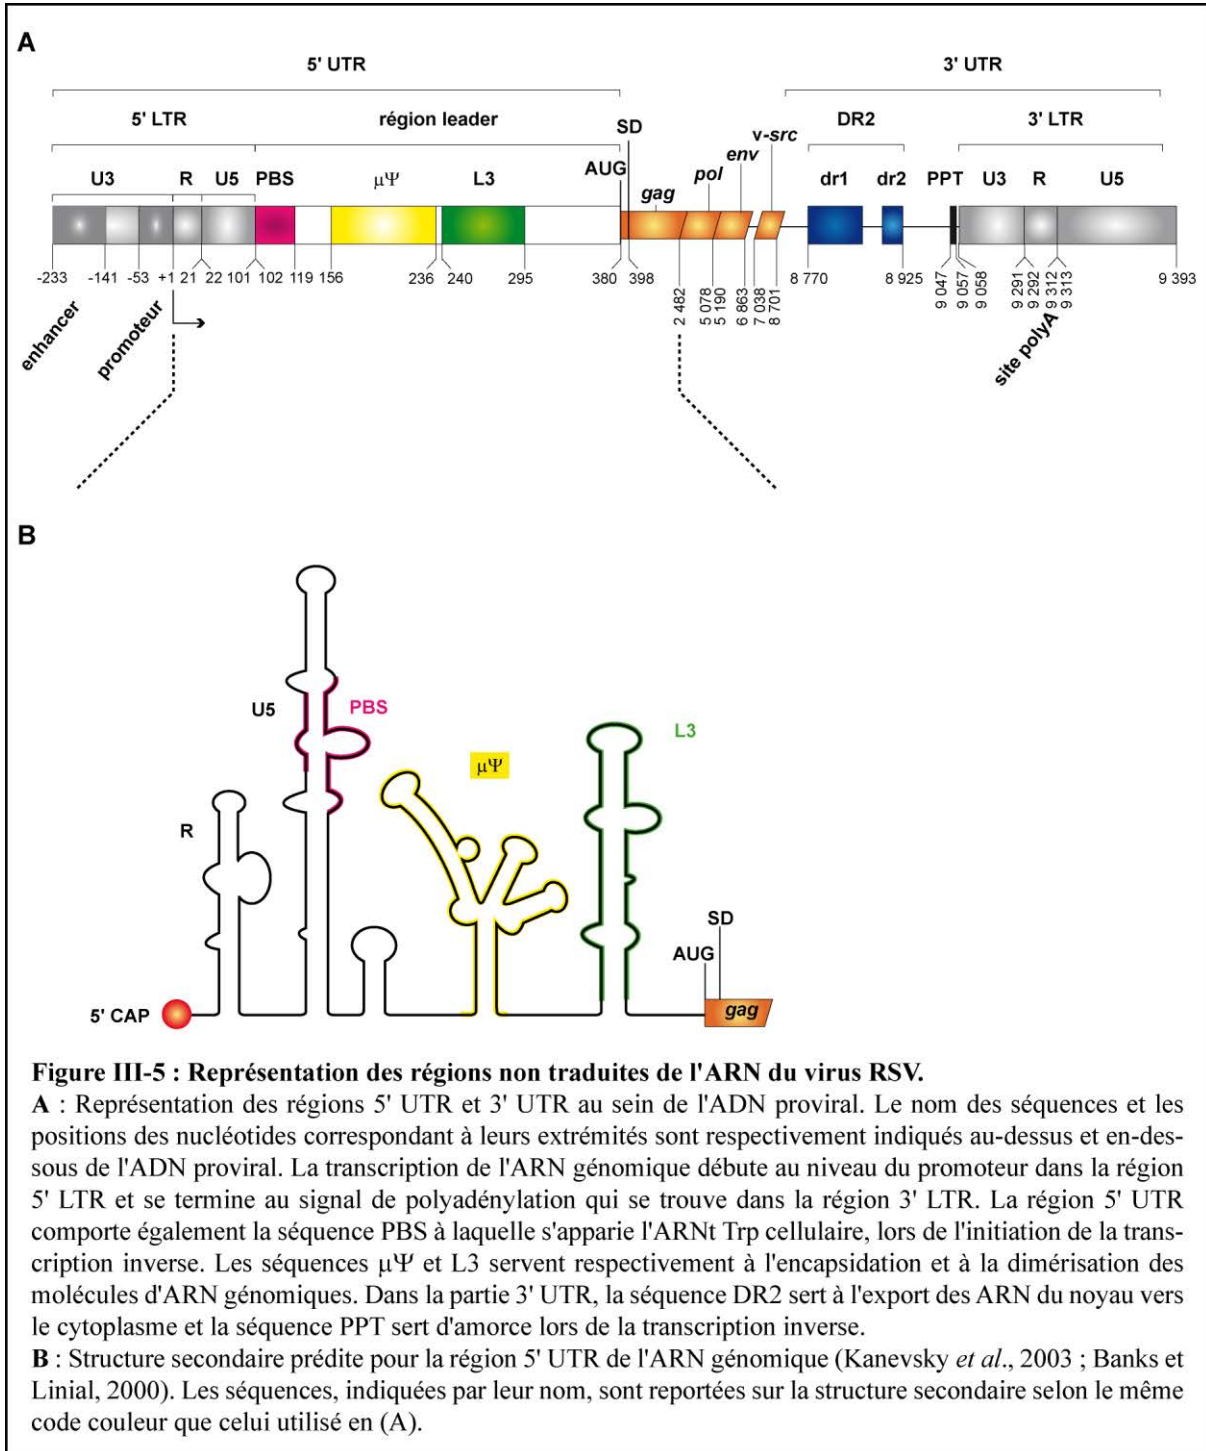 A
5' UTR 3' UTR
5' LTR région leader SD DR2 3' LTR
v-src
AUG env
pol
gag
U3 R U5 PBS μΨ L3 dr1 dr2 PPT U3 R U5
-233 -141 -53 +1 21 22 101 102 119 156 236 240 295 380 398 2 482 5 078 5 190 6 863 7 038 8 701 8 770 8 925 9 047 9 057 9 058 9 291 9 292 9 312 9 313 9 393
enhancer promoteur site polyA
B
U5 PBS L3
μΨ
R
SD
AUG
5' CAP gag
Figure III-5 : Représentation des régions non traduites de l'ARN du virus RSV.
A : Représentation des régions 5' UTR et 3' UTR au sein de l'ADN proviral. Le nom des séquences et les
positions des nucléotides correspondant à leurs extrémités sont respectivement indiqués au-dessus et en-des-
sous de l'ADN proviral. La transcription de l'ARN génomique débute au niveau du promoteur dans la région
5' LTR et se termine au signal de polyadénylation qui se trouve dans la région 3' LTR. La région 5' UTR
comporte également la séquence PBS à laquelle s'apparie l'ARNt Trp cellulaire, lors de l'initiation de la trans-
cription inverse. Les séquences μΨ et L3 servent respectivement à l'encapsidation et à la dimérisation des
molécules d'ARN génomiques. Dans la partie 3' UTR, la séquence DR2 sert à l'export des ARN du noyau vers
le cytoplasme et la séquence PPT sert d'amorce lors de la transcription inverse.
B : Structure secondaire prédite pour la région 5' UTR de l'ARN génomique (Kanevsky et al., 2003 ; Banks et
Linial, 2000). Les séquences, indiquées par leur nom, sont reportées sur la structure secondaire selon le même
code couleur que celui utilisé en (A).